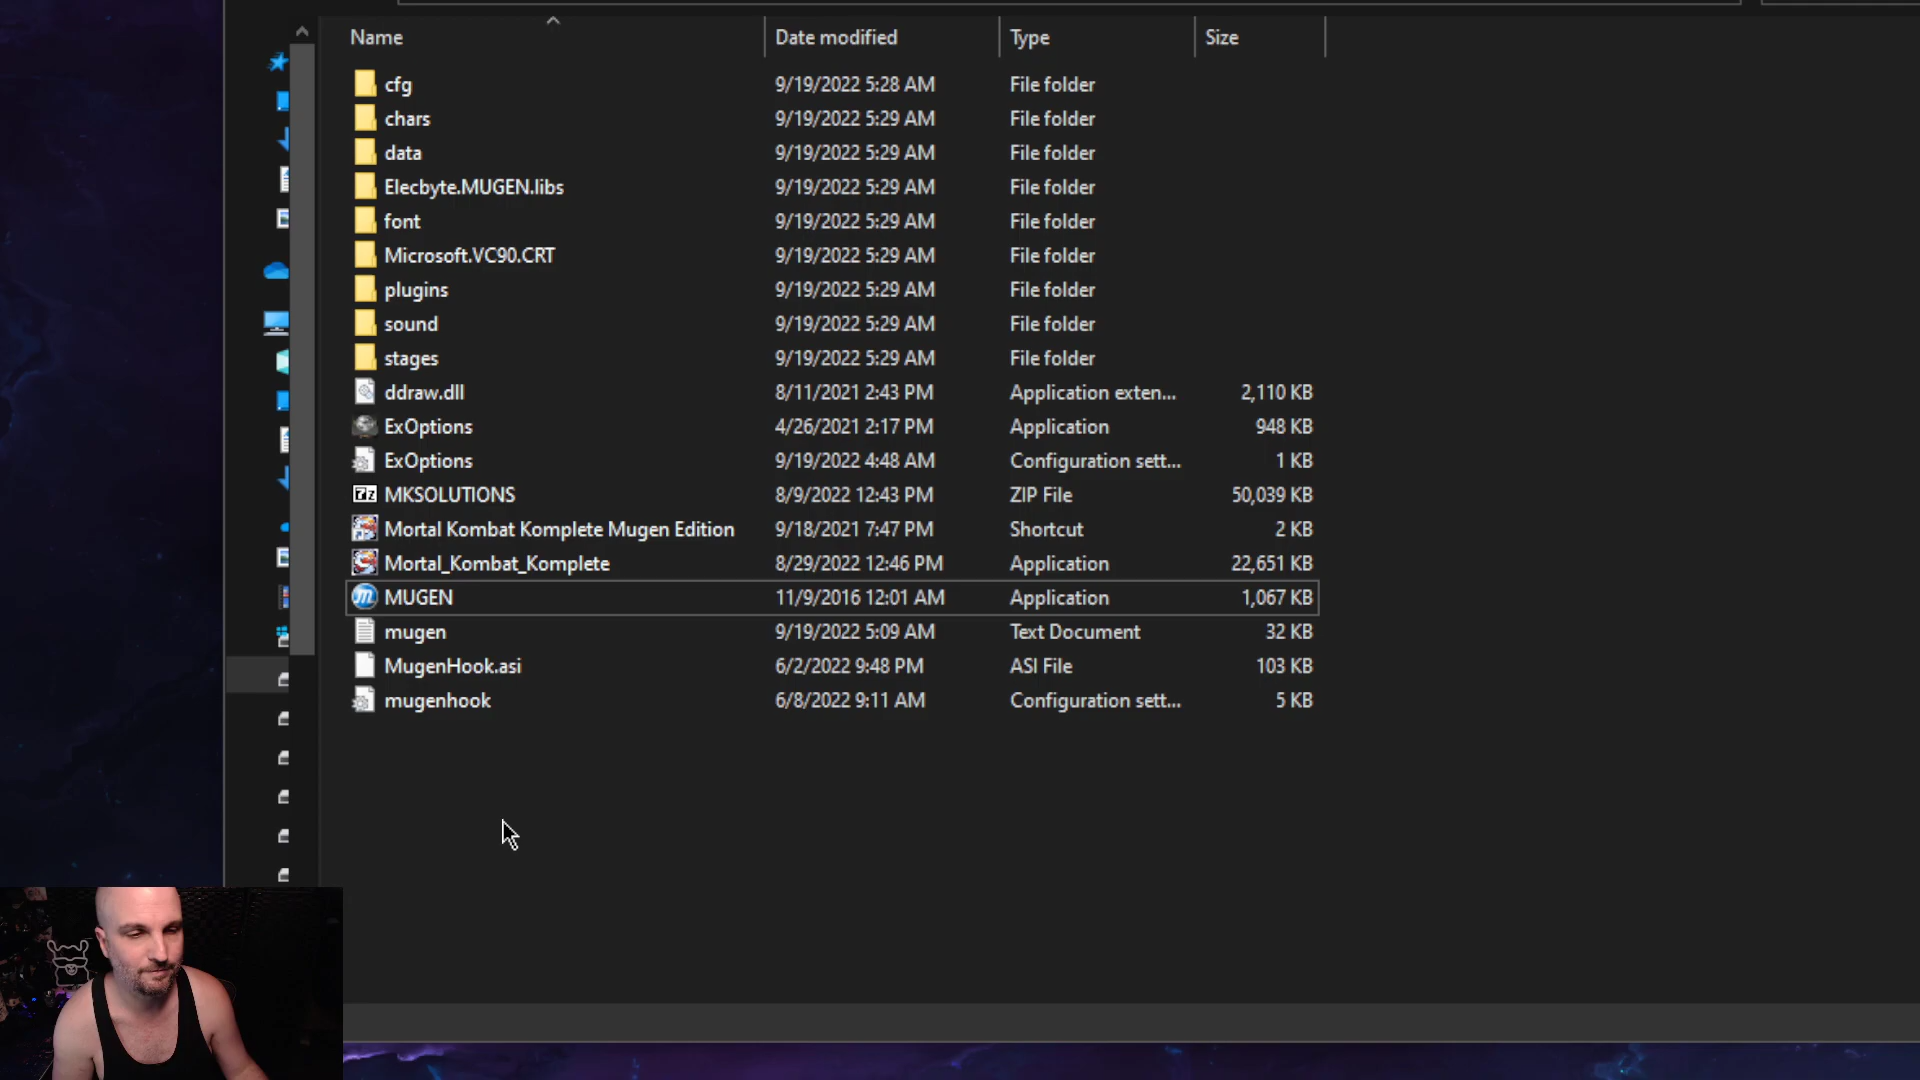 Name Date modified Type Size
cfg 9/19/2022 5:28 AM File folder
chars 9/19/2022 5:29 AM File folder
data 9/19/2022 5:29 AM File folder
Elecbyte.MUGEN.libs 9/19/2022 5:29 AM File folder
font 9/19/2022 5:29 AM File folder
Microsoft.VC90.CRT 9/19/2022 5:29 AM File folder
plugins 9/19/2022 5:29 AM File folder
sound 9/19/2022 5:29 AM File folder
stages 9/19/2022 5:29 AM File folder
ddraw.dll 8/11/2021 2:43 PM Application exten... 2,110 KB
ExOptions 4/26/2021 2:17 PM Application 948 KB
ExOptions 9/19/2022 4:48 AM Configuration sett... 1 KB
7z MKSOLUTIONS 8/9/2022 12:43 PM ZIP File 50,039 KB
Mortal Kombat Komplete Mugen Edition 9/18/2021 7:47 PM Shortcut 2 KB
Mortal_Kombat_Komplete 8/29/2022 12:46 PM Application 22,651 KB
m MUGEN 11/9/2016 12:01 AM Application 1,067 KB
mugen 9/19/2022 5:09 AM Text Document 32 KB
MugenHook.asi 6/2/2022 9:48 PM ASI File 103 KB
mugenhook 6/8/2022 9:11 AM Configuration sett... 5 KB